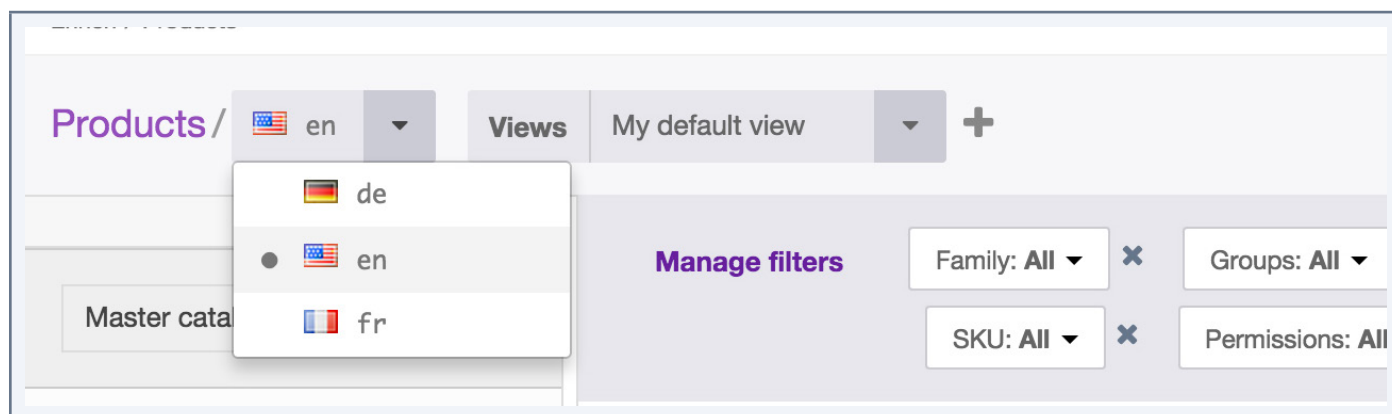 Products / en Views My default view
de
en
fr
Manage filters Family: All Groups: All
Master catal
SKU: All Permissions: All